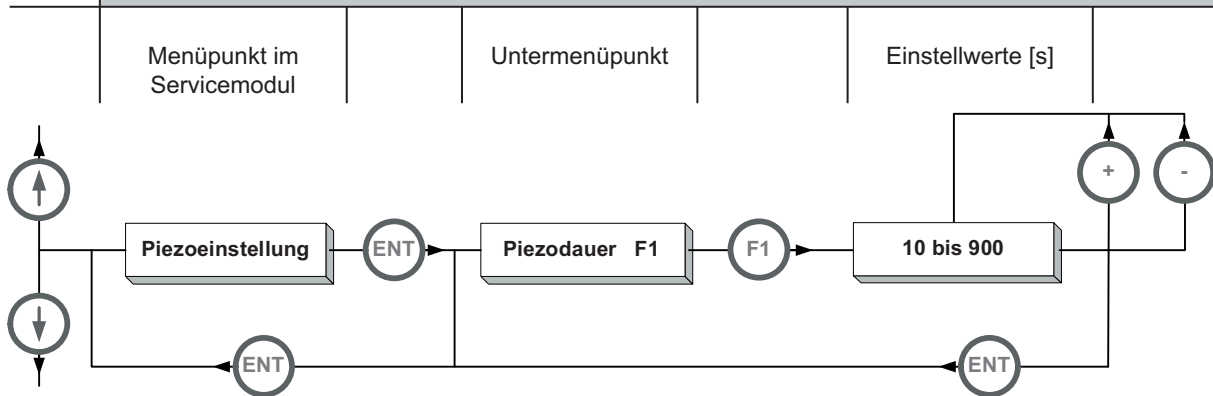 Menüpunkt im
Servicemodul
Untermenüpunkt
Einstellwerte [s]
+
-
Piezoeinstellung
ENT
Piezodauer F1
F1
10 bis 900
ENT
ENT